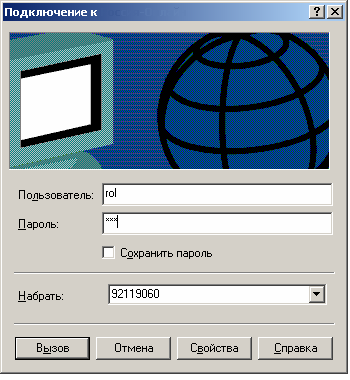 Подключение к
Пользователь: rol
Пароль: ***
Сохранить пароль
Набрать: 92119060
Вызов Отмена Свойства Справка